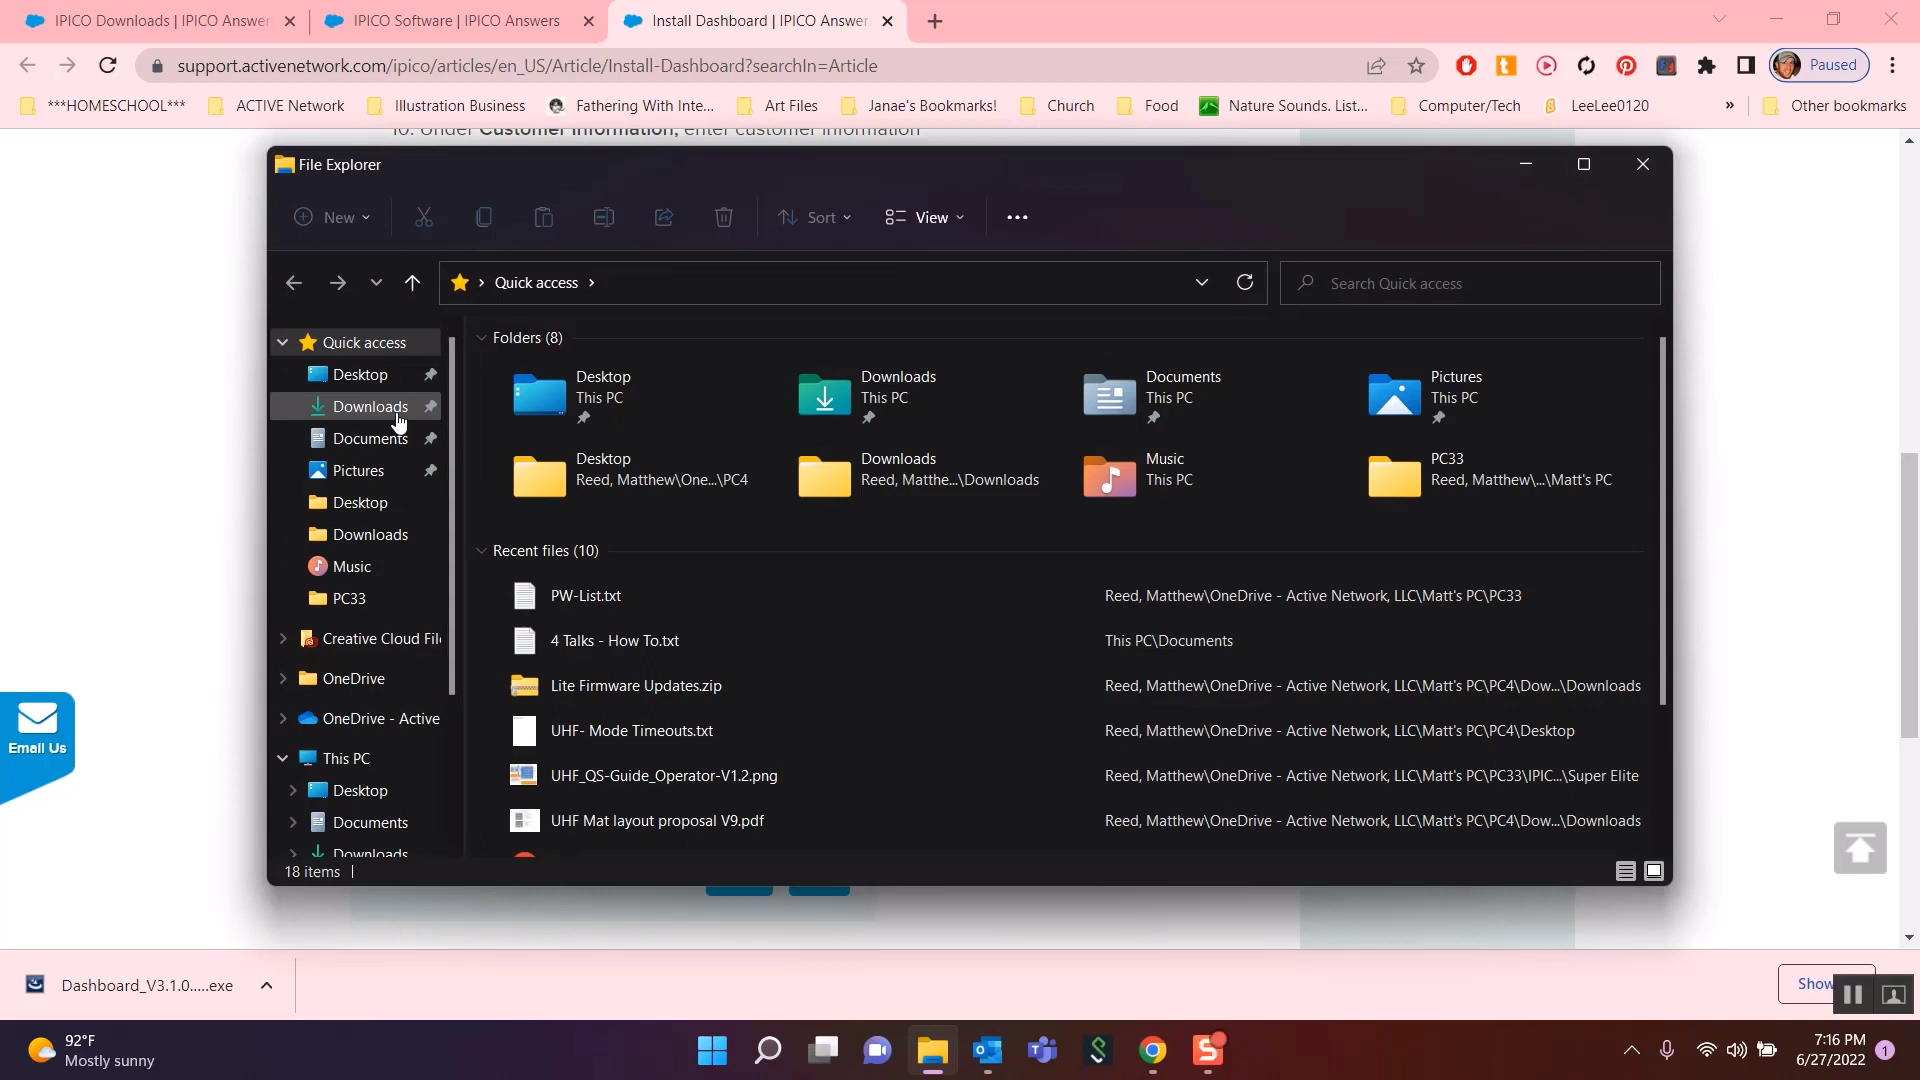 IPICO Downloads | IPICO Answer
IPICO Software | IPICO Answers
Install Dashboard | IPICO Answer
support.activenetwork.com/ipico/articles/en_US/Article/Install-Dashboard?searchIn=Article
Paused
***HOMESCHOOL***
ACTIVE Network
Illustration Business
Fathering With Inte...
Art Files
Janae's Bookmarks!
Church
Food
Nature Sounds. List...
Computer/Tech
LeeLee0120
»
Other bookmarks
10. Under Customer Information, enter customer information
File Explorer
New
Sort
View
Quick access
Search Quick access
Quick access
Desktop
Downloads
Documents
Pictures
Desktop
Downloads
Music
PC33
Creative Cloud File
OneDrive
OneDrive - Active
This PC
Desktop
Documents
Downloads
Folders (8)
Desktop
This PC
Downloads
This PC
Documents
This PC
Pictures
This PC
Desktop
Reed, Matthew\One...\PC4
Downloads
Reed, Matthe...\Downloads
Music
This PC
PC33
Reed, Matthew\...\Matt's PC
Recent files (10)
PW-List.txt Reed, Matthew\OneDrive - Active Network, LLC\Matt's PC\PC33
4 Talks - How To.txt This PC\Documents
Lite Firmware Updates.zip Reed, Matthew\OneDrive - Active Network, LLC\Matt's PC\PC4\Dow...\Downloads
UHF- Mode Timeouts.txt Reed, Matthew\OneDrive - Active Network, LLC\Matt's PC\PC4\Desktop
UHF_QS-Guide_Operator-V1.2.png Reed, Matthew\OneDrive - Active Network, LLC\Matt's PC\PC33\IPIC...\Super Elite
UHF Mat layout proposal V9.pdf Reed, Matthew\OneDrive - Active Network, LLC\Matt's PC\PC4\Dow...\Downloads
18 items
Email Us
Dashboard_V3.1.0.....exe
Show
92°F
Mostly sunny
7:16 PM
6/27/2022
1